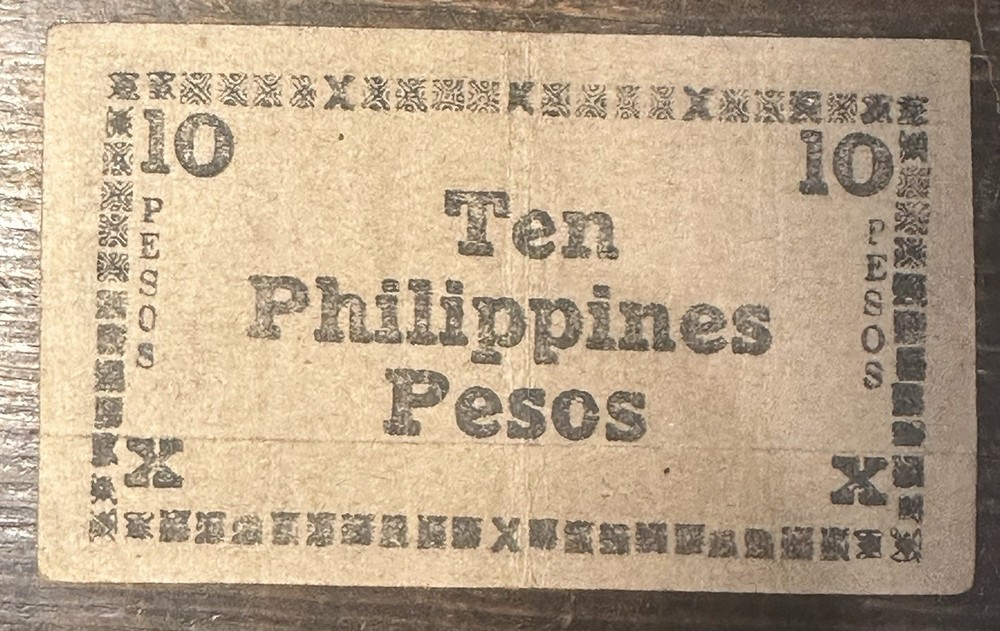 10 10
PESOS PESOS
Ten
Philippines
Pesos
X X